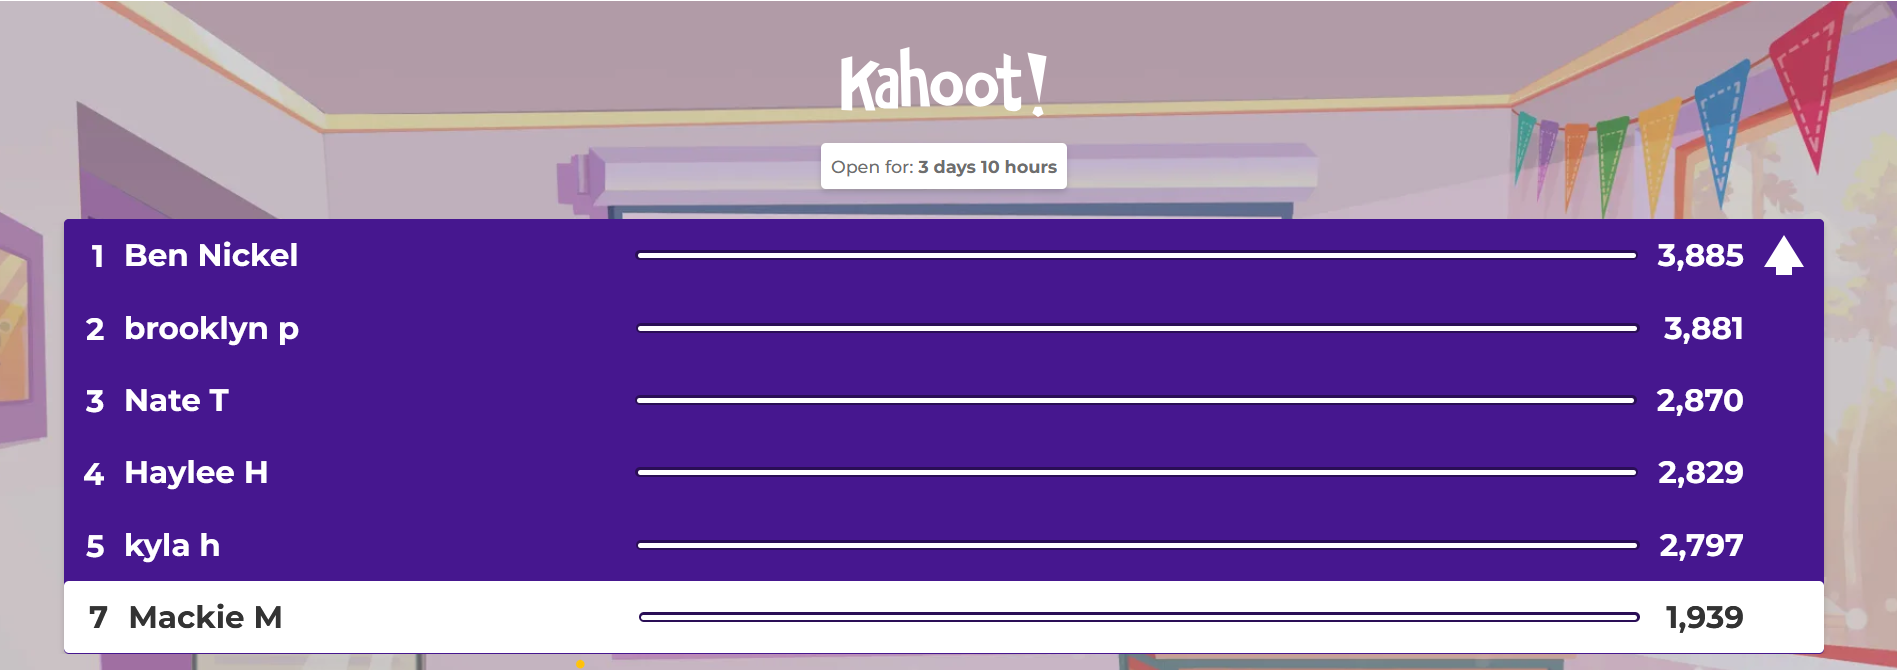 Kahoot!
Open for: 3 days 10 hours
1 Ben Nickel 3,885
2 brooklyn p 3,881
3 Nate T 2,870
4 Haylee H 2,829
5 kyla h 2,797
7 Mackie M 1,939